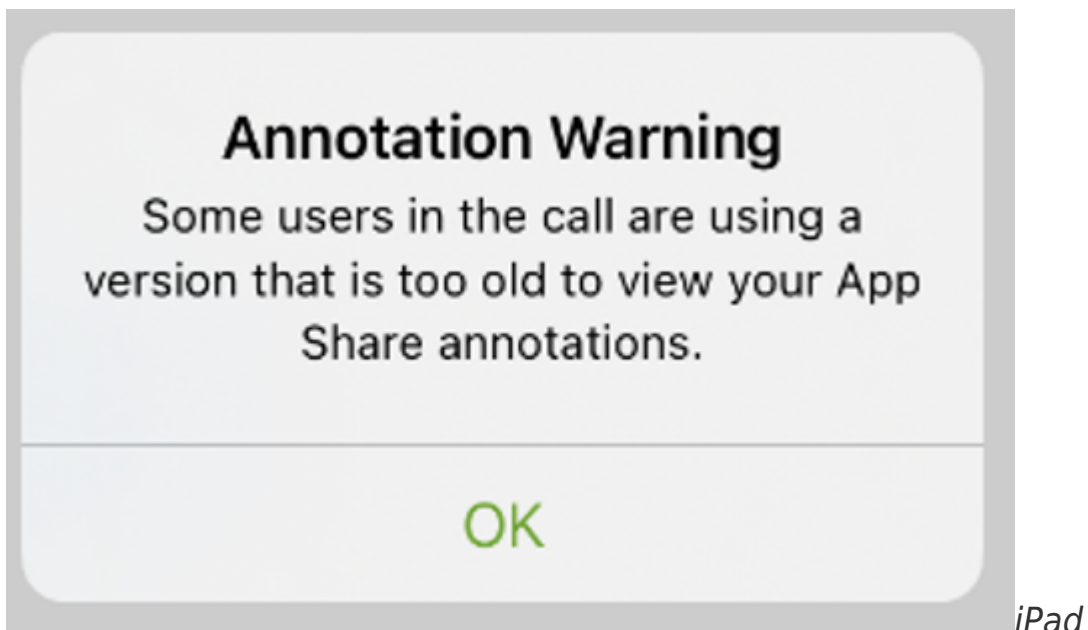 Annotation Warning
Some users in the call are using a
version that is too old to view your App
Share annotations.
OK
iPad